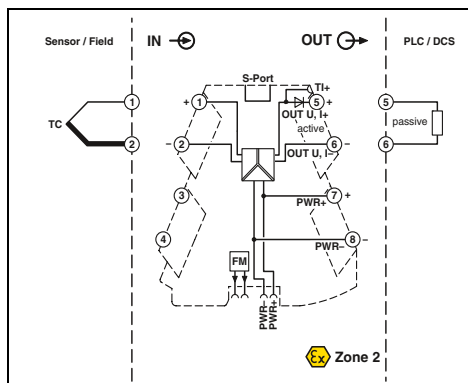 Sensor / Field
IN
OUT
PLC / DCS
S-Port
TI+
1
+ 1
5 +
5
OUT U, I+
TC
active
passive
2
– 2
6 –
6
OUT U, I–
3
7 +
PWR+
4
8 –
PWR–
FM
PWR–
PWR+
Ex Zone 2